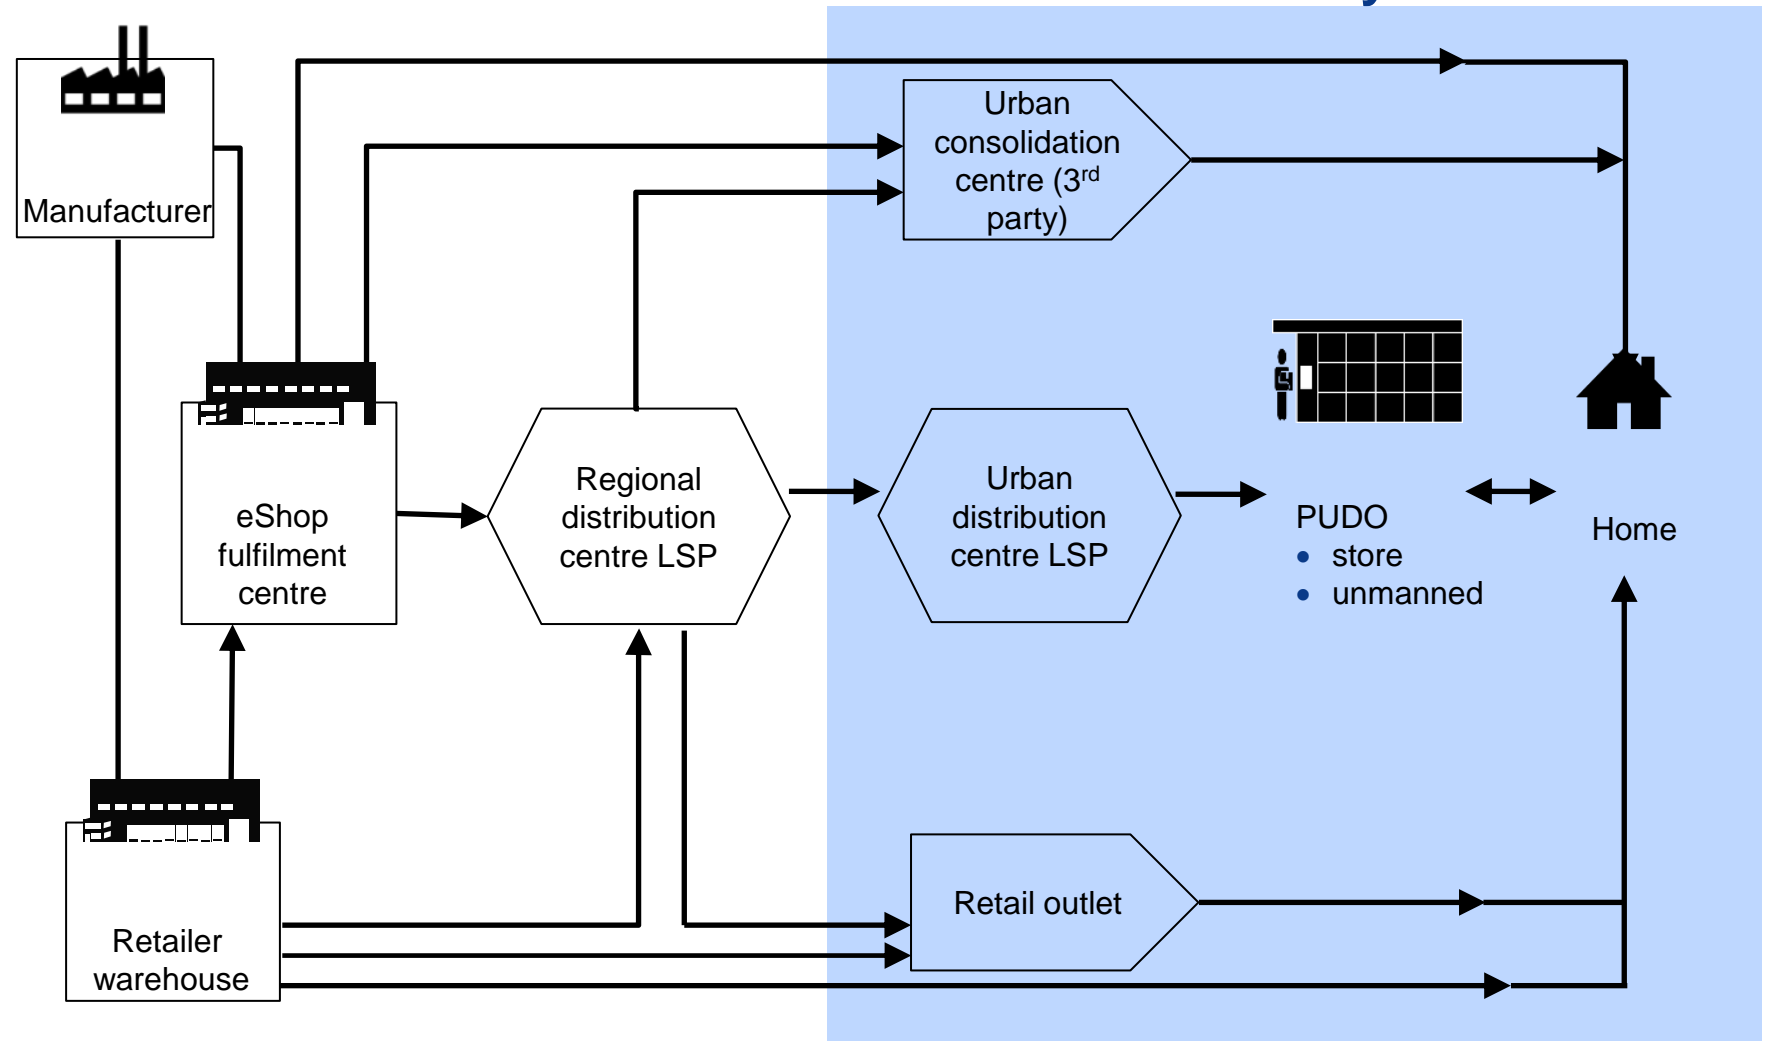 Urban
consolidation
centre (3rd
party)
Manufacturer
eShop
fulfilment
centre
Regional
distribution
centre LSP
Urban
distribution
centre LSP
PUDO
• store
• unmanned
Home
Retailer
warehouse
Retail outlet